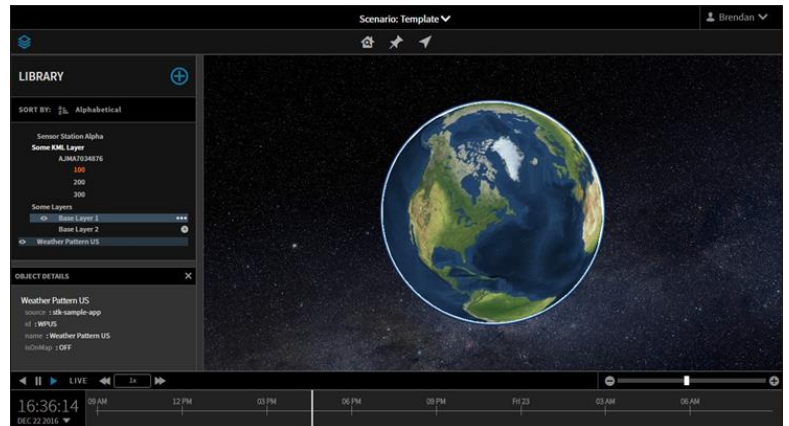 Scenario: Template
Brendan
LIBRARY
SORT BY: Alphabetical
Sensor Station Alpha
Some KML Layer
AJMA7034876
100
200
300
Some Layers
Base Layer 1
Base Layer 2
Weather Pattern US
OBJECT DETAILS
Weather Pattern US
source : stk-sample-app
id : WPUS
name : Weather Pattern US
isOnMap : OFF
LIVE
1x
16:36:14
DEC 22 2016
09 AM 12 PM 03 PM 06 PM 09 PM Fri 23 03 AM 06 AM